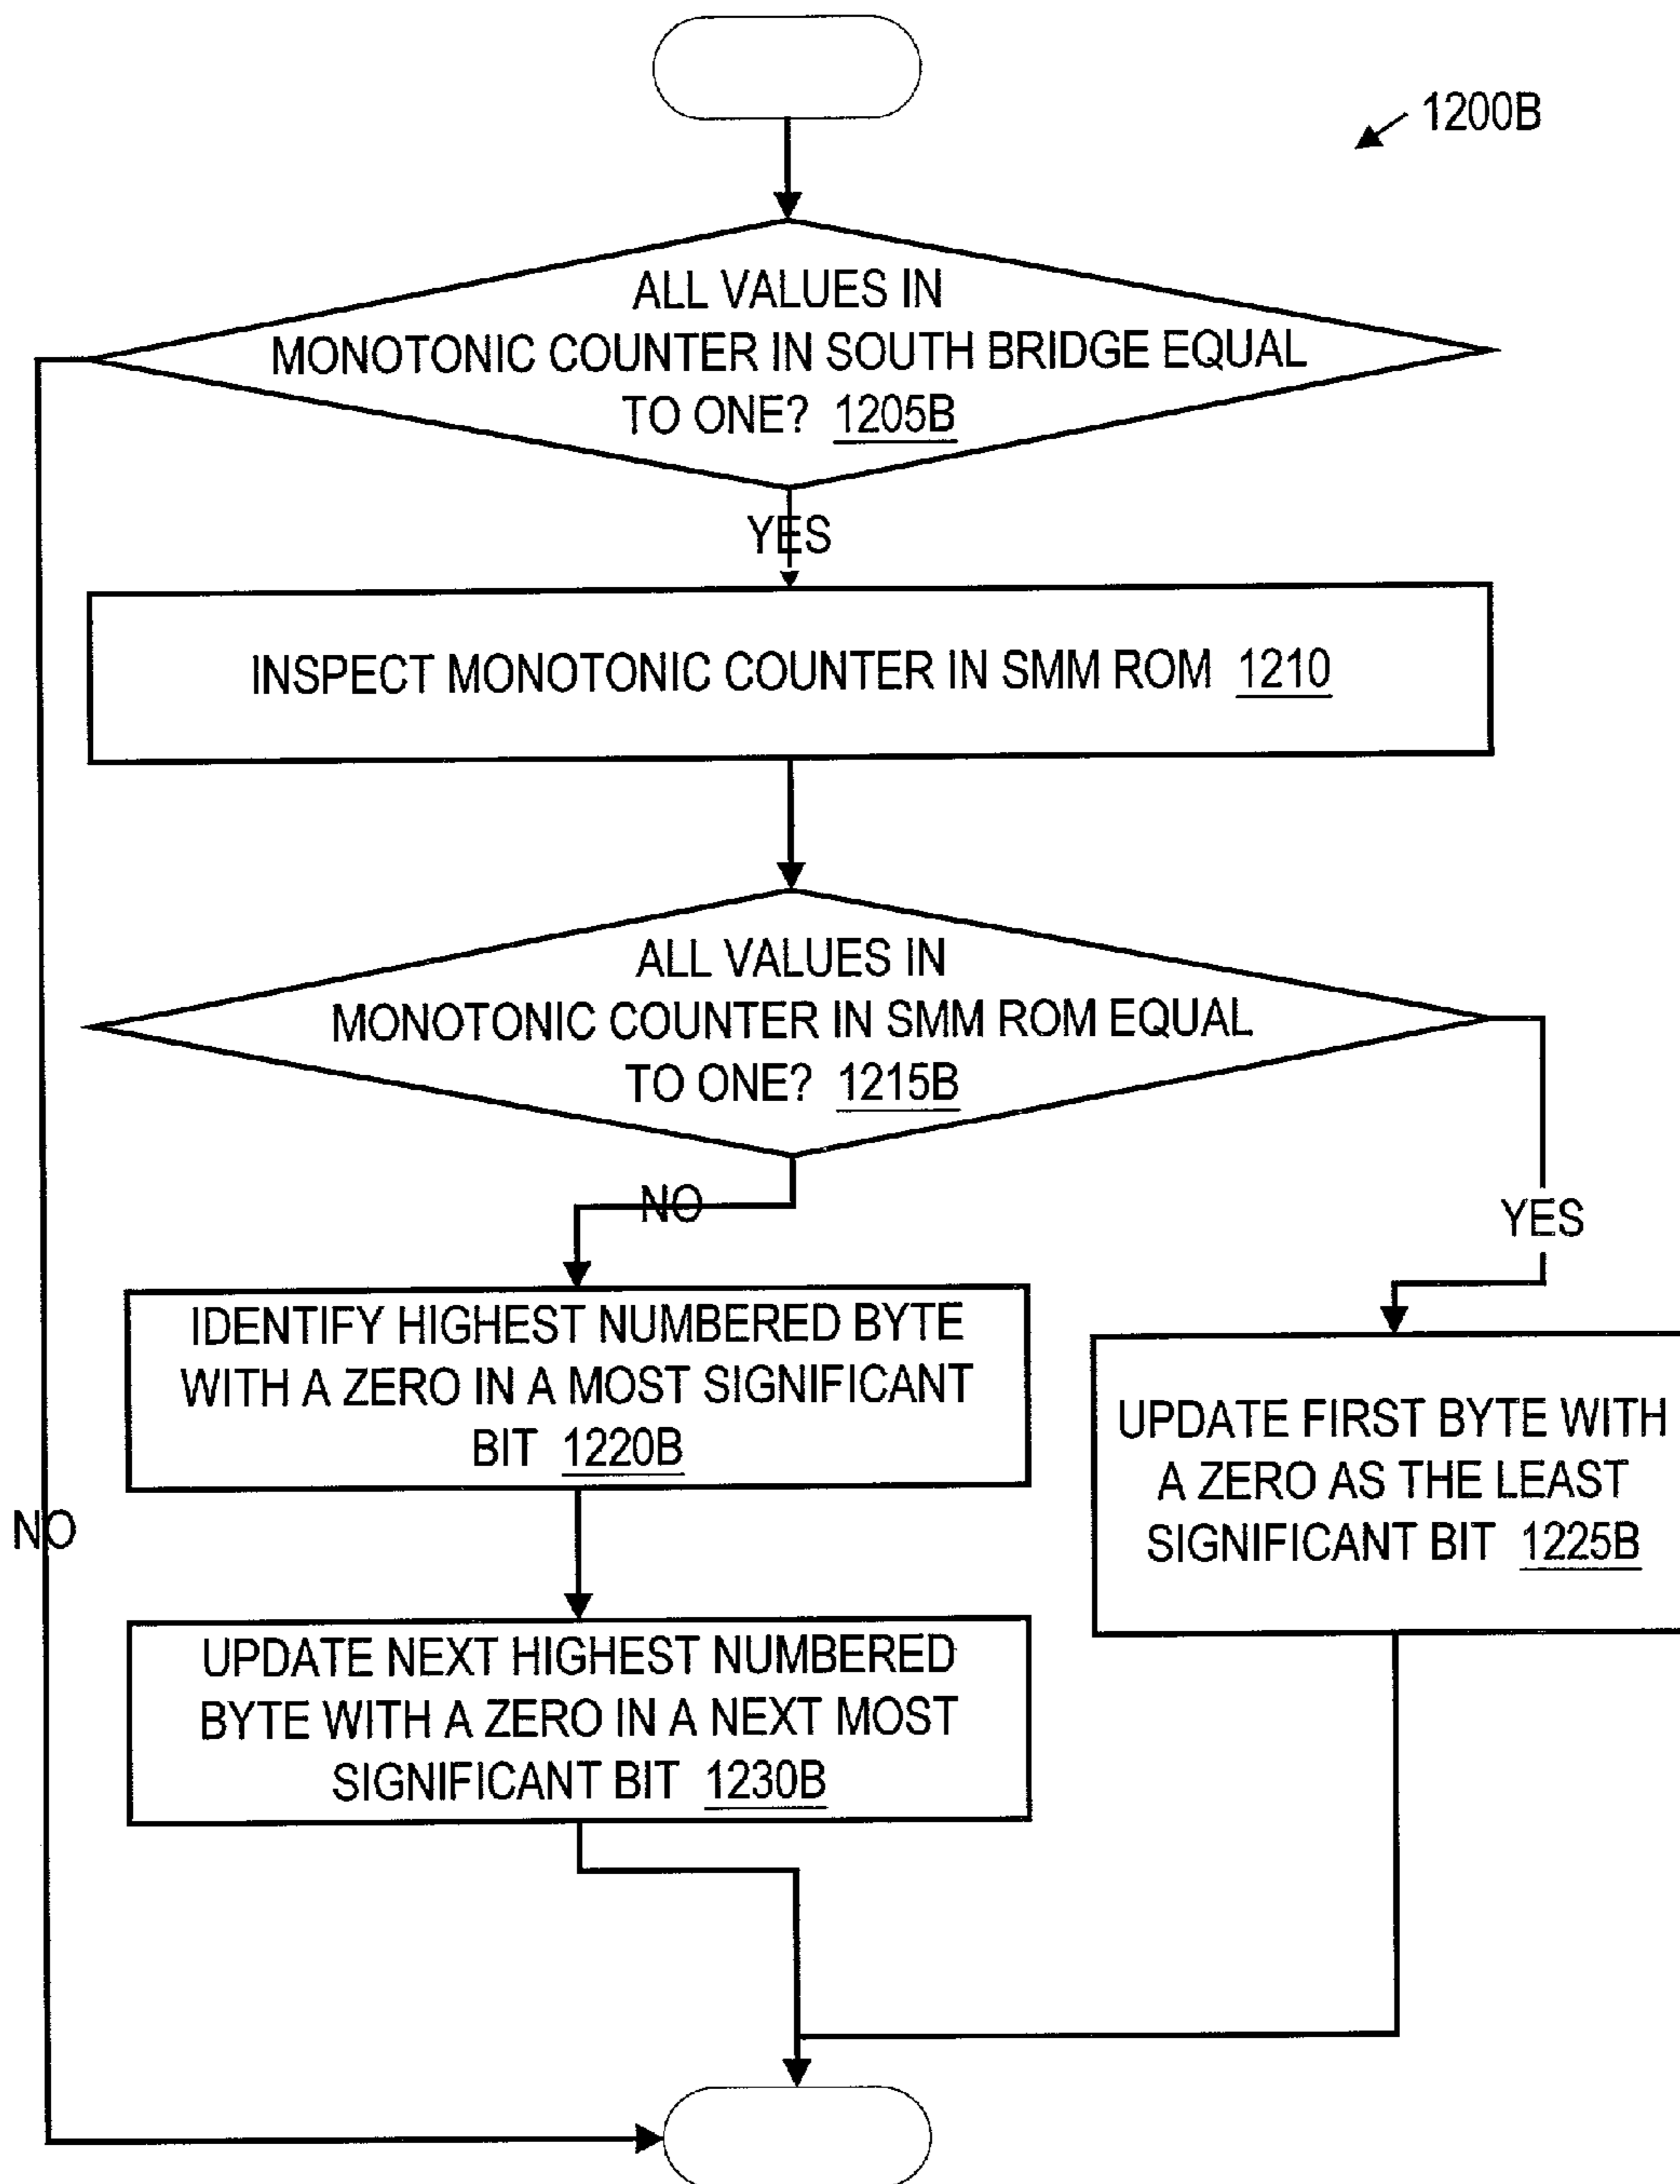 1200B
ALL VALUES IN
MONOTONIC COUNTER IN SOUTH BRIDGE EQUAL
TO ONE? 1205B
YES
INSPECT MONOTONIC COUNTER IN SMM ROM 1210
ALL VALUES IN
MONOTONIC COUNTER IN SMM ROM EQUAL
TO ONE? 1215B
NO
YES
IDENTIFY HIGHEST NUMBERED BYTE
WITH A ZERO IN A MOST SIGNIFICANT
BIT 1220B
UPDATE FIRST BYTE WITH
A ZERO AS THE LEAST
SIGNIFICANT BIT 1225B
NO
UPDATE NEXT HIGHEST NUMBERED
BYTE WITH A ZERO IN A NEXT MOST
SIGNIFICANT BIT 1230B